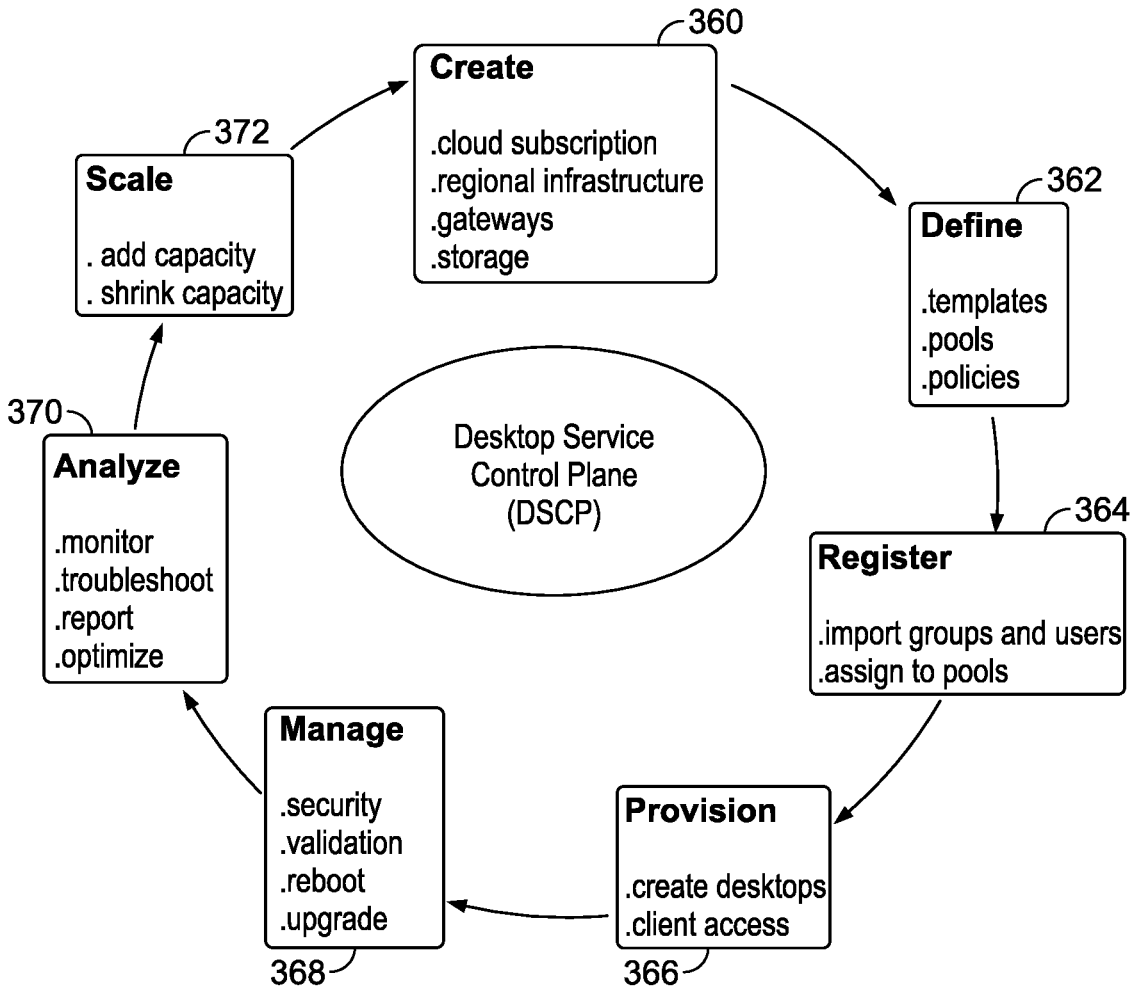 360
Create
.cloud subscription
.regional infrastructure
.gateways
.storage
362
Define
.templates
.pools
.policies
364
Register
.import groups and users
.assign to pools
Provision
.create desktops
.client access
366
Manage
.security
.validation
.reboot
.upgrade
368
370
Analyze
.monitor
.troubleshoot
.report
.optimize
372
Scale
. add capacity
. shrink capacity
Desktop Service
Control Plane
(DSCP)